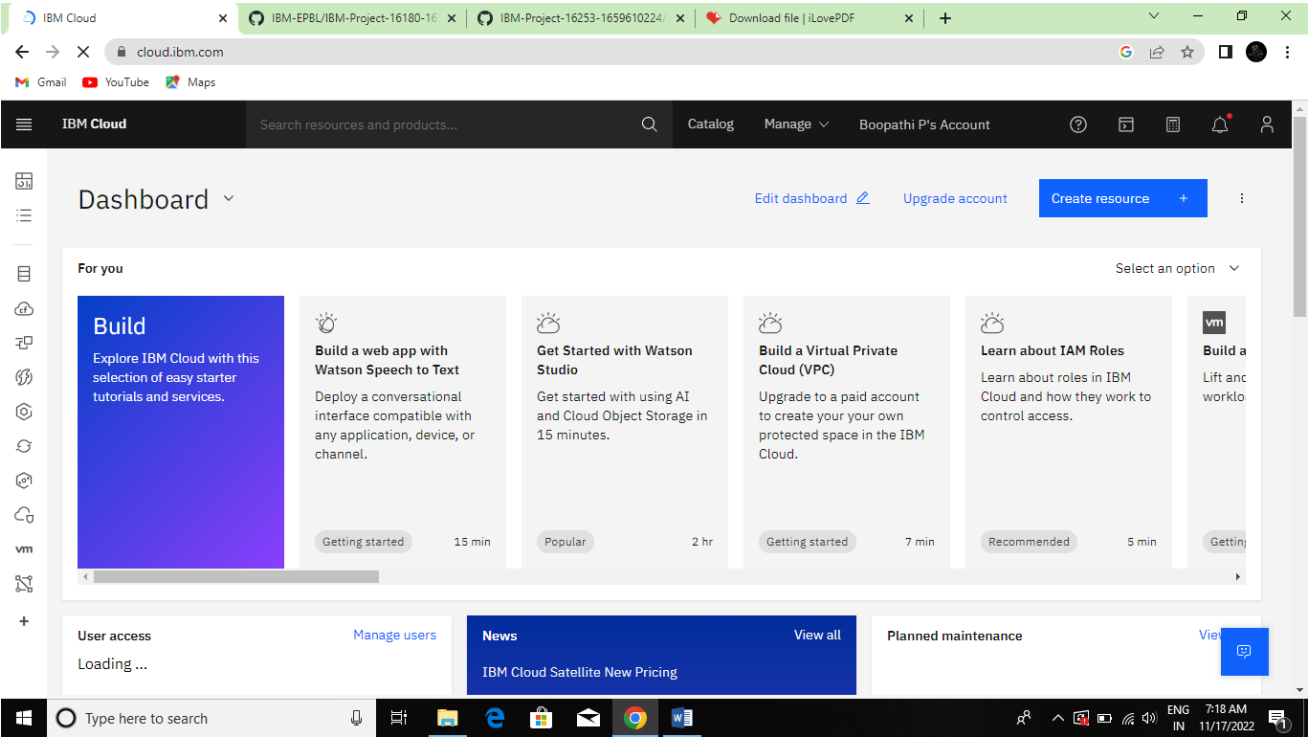 IBM Cloud
IBM-EPBL/IBM-Project-16180-16
IBM-Project-16253-1659610224/
Download file | iLovePDF
cloud.ibm.com
Gmail
YouTube
Maps
IBM Cloud
Search resources and products...
Catalog
Manage
Boopathi P's Account
Dashboard
Edit dashboard
Upgrade account
Create resource +
For you
Select an option
Build
Explore IBM Cloud with this
selection of easy starter
tutorials and services.
Build a web app with
Watson Speech to Text
Deploy a conversational
interface compatible with
any application, device, or
channel.
Getting started
15 min
Get Started with Watson
Studio
Get started with using AI
and Cloud Object Storage in
15 minutes.
Popular
2 hr
Build a Virtual Private
Cloud (VPC)
Upgrade to a paid account
to create your your own
protected space in the IBM
Cloud.
Getting started
7 min
Learn about IAM Roles
Learn about roles in IBM
Cloud and how they work to
control access.
Recommended
5 min
vm
Build a
Lift and
worklo
Getting
vm
User access
Manage users
Loading ...
News
View all
IBM Cloud Satellite New Pricing
Planned maintenance
Type here to search
ENG
IN
7:18 AM
11/17/2022